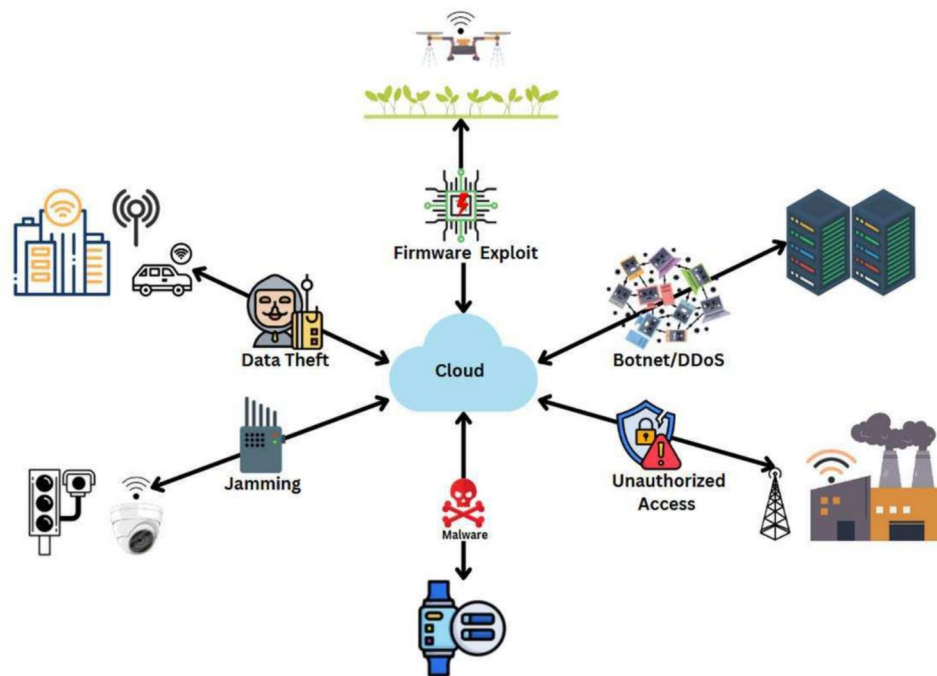 Firmware Exploit
Data Theft
Cloud
Botnet/DDoS
Jamming
Unauthorized
Access
Malware